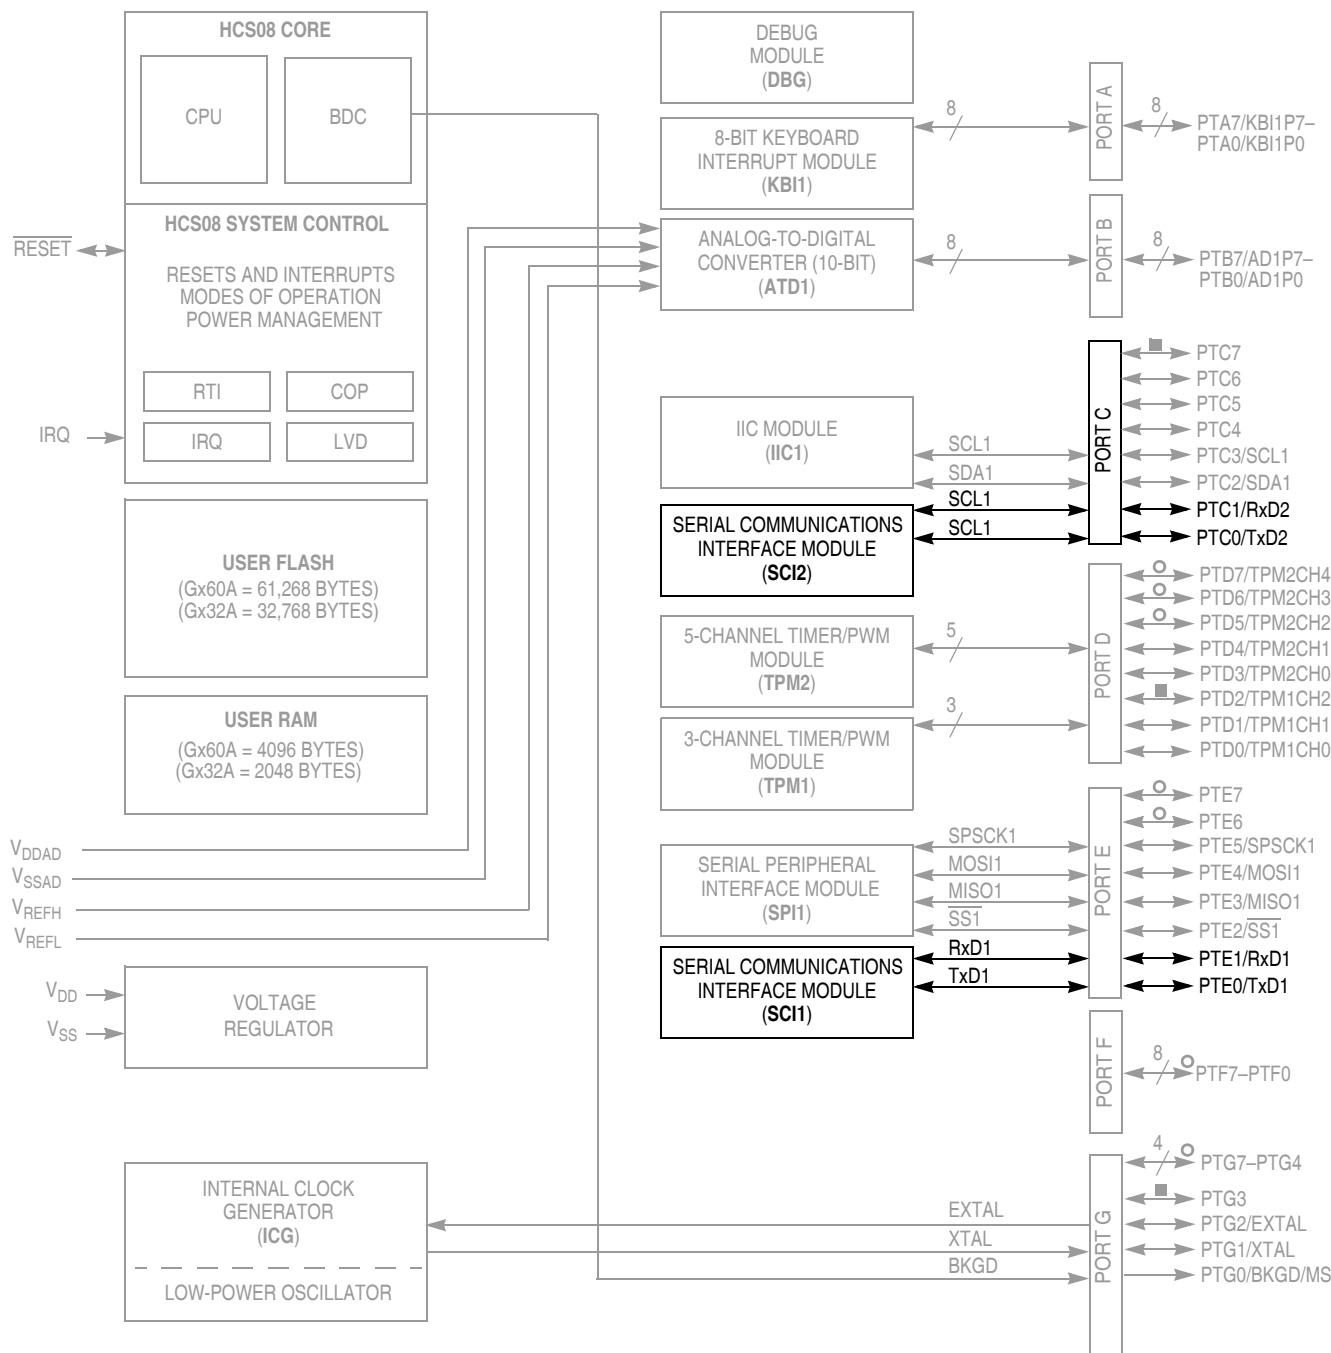 HCS08 CORE
CPU
BDC
HCS08 SYSTEM CONTROL
RESET
RESETS AND INTERRUPTS
MODES OF OPERATION
POWER MANAGEMENT
RTI
COP
IRQ
IRQ
LVD
USER FLASH
(Gx60A = 61,268 BYTES)
(Gx32A = 32,768 BYTES)
USER RAM
(Gx60A = 4096 BYTES)
(Gx32A = 2048 BYTES)
VDDAD
VSSAD
VREFH
VREFL
VDD
VSS
VOLTAGE
REGULATOR
INTERNAL CLOCK
GENERATOR
(ICG)
LOW-POWER OSCILLATOR
DEBUG
MODULE
(DBG)
8-BIT KEYBOARD
INTERRUPT MODULE
(KBI1)
8
PORT A
8
PTA7/KBI1P7–
PTA0/KBI1P0
ANALOG-TO-DIGITAL
CONVERTER (10-BIT)
(ATD1)
8
PORT B
8
PTB7/AD1P7–
PTB0/AD1P0
IIC MODULE
(IIC1)
SCL1
SDA1
SERIAL COMMUNICATIONS
INTERFACE MODULE
(SCI2)
SCL1
SCL1
PORT C
PTC7
PTC6
PTC5
PTC4
PTC3/SCL1
PTC2/SDA1
PTC1/RxD2
PTC0/TxD2
5-CHANNEL TIMER/PWM
MODULE
(TPM2)
5
3-CHANNEL TIMER/PWM
MODULE
(TPM1)
3
PORT D
PTD7/TPM2CH4
PTD6/TPM2CH3
PTD5/TPM2CH2
PTD4/TPM2CH1
PTD3/TPM2CH0
PTD2/TPM1CH2
PTD1/TPM1CH1
PTD0/TPM1CH0
SERIAL PERIPHERAL
INTERFACE MODULE
(SPI1)
SPSCK1
MOSI1
MISO1
SS1
SERIAL COMMUNICATIONS
INTERFACE MODULE
(SCI1)
RxD1
TxD1
PORT E
PTE7
PTE6
PTE5/SPSCK1
PTE4/MOSI1
PTE3/MISO1
PTE2/SS1
PTE1/RxD1
PTE0/TxD1
PORT F
8
PTF7–PTF0
EXTAL
XTAL
BKGD
PORT G
4
PTG7–PTG4
PTG3
PTG2/EXTAL
PTG1/XTAL
PTG0/BKGD/MS